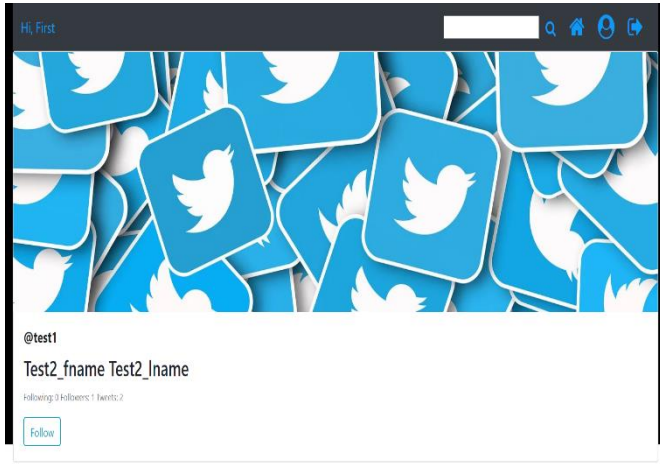 Hi, First
@test1
Test2_fname Test2_lname
Following: 0 Followers: 1 Tweets: 2
Follow